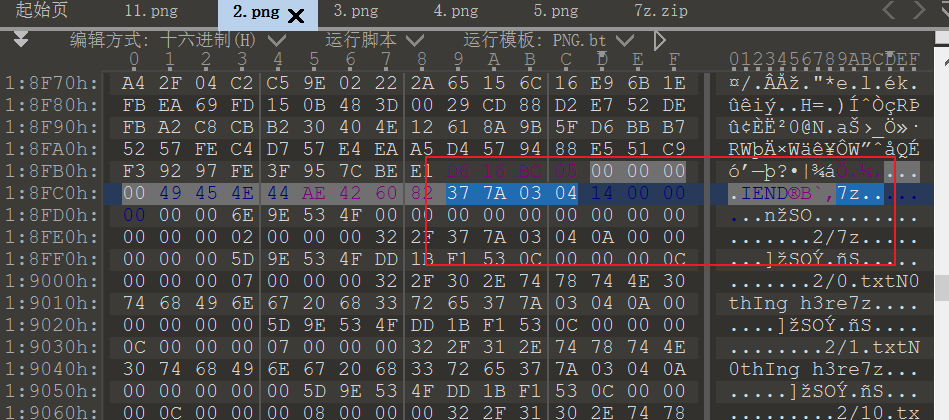 起始页 11.png 2.png 3.png 4.png 5.png 7z.zip
编辑方式: 十六进制(H) 运行脚本 运行模板: PNG.bt
0 1 2 3 4 5 6 7 8 9 A B C D E F 0123456789ABCDEF
1:8F70h: A4 2F 04 C2 C5 9E 02 22 2A 65 15 6C 16 E9 6B 1E ¤/.ÂÅž."*e.l.ék.
1:8F80h: FB EA 69 FD 15 0B 48 3D 00 29 CD 88 D2 E7 52 DE ûêiý..H=.)ÍˆÒçRÞ
1:8F90h: FB A2 C8 CB B2 30 40 4E 12 61 8A 9B 5F D6 BB B7 û¢ÈË²0@N.aŠ›_Ö»·
1:8FA0h: 52 57 FE C4 D7 57 E4 EA A5 D4 57 94 88 E5 51 C9 RWþÄ×Wäê¥ÔW”ˆåQÉ
1:8FB0h: F3 92 97 FE 3F 95 7C BE E1 00 00 00 ó’—þ?•|¾á
1:8FC0h: 00 49 45 4E 44 AE 42 60 82 37 7A 03 04 14 00 00 .IEND®B`‚7z.....
1:8FD0h: 00 00 00 00 6E 9E 53 4F 00 00 00 00 00 00 00 00 ....nžSO........
1:8FE0h: 00 00 00 02 00 00 00 32 2F 37 7A 03 04 0A 00 00 .......2/7z.....
1:8FF0h: 00 00 00 5D 9E 53 4F DD 1B F1 53 0C 00 00 00 0C ...]žSOÝ.ñS.....
1:9000h: 00 00 00 07 00 00 00 32 2F 30 2E 74 78 74 4E 30 .......2/0.txtN0
1:9010h: 74 68 49 6E 67 20 68 33 72 65 37 7A 03 04 0A 00 thIng h3re7z....
1:9020h: 00 00 00 00 5D 9E 53 4F DD 1B F1 53 0C 00 00 00 ....]žSOÝ.ñS....
1:9030h: 0C 00 00 00 07 00 00 00 32 2F 31 2E 74 78 74 4E ........2/1.txtN
1:9040h: 30 74 68 49 6E 67 20 68 33 72 65 37 7A 03 04 0A 0thIng h3re7z...
1:9050h: 00 00 00 00 00 5D 9E 53 4F DD 1B F1 53 0C 00 00 .....]žSOÝ.ñS...
1:9060h: 00 0C 00 00 00 08 00 00 00 32 2F 31 30 2E 74 78 .........2/10.tx